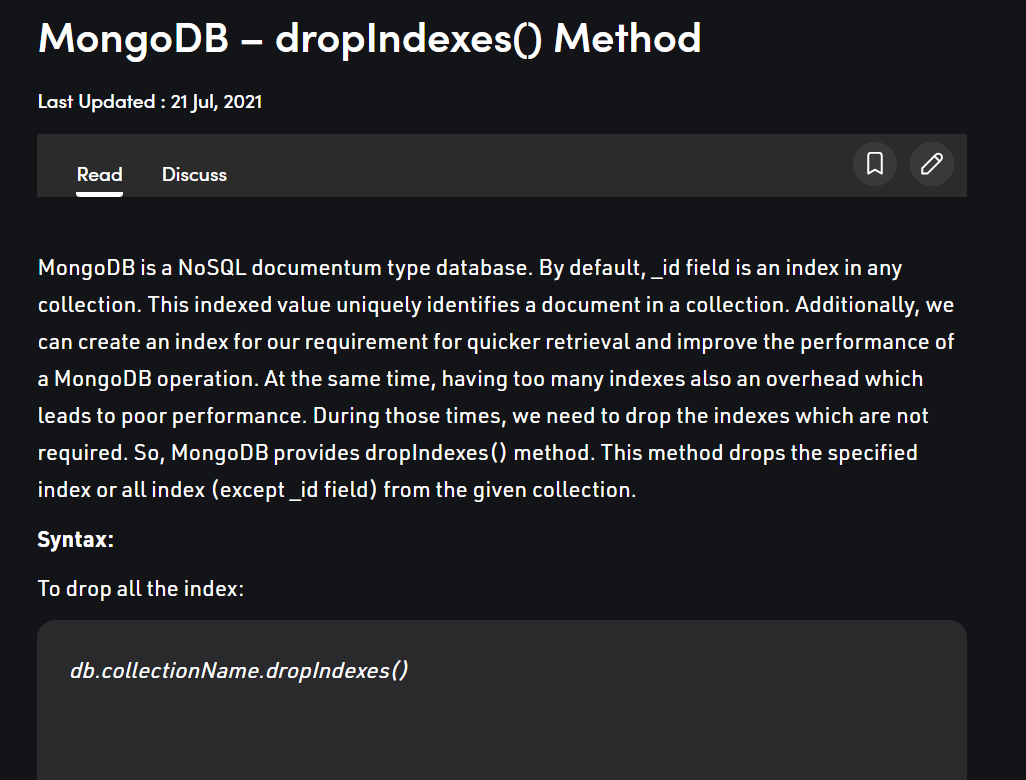 MongoDB – dropIndexes() Method
Last Updated : 21 Jul, 2021
Read Discuss
MongoDB is a NoSQL documentum type database. By default, _id field is an index in any
collection. This indexed value uniquely identifies a document in a collection. Additionally, we
can create an index for our requirement for quicker retrieval and improve the performance of
a MongoDB operation. At the same time, having too many indexes also an overhead which
leads to poor performance. During those times, we need to drop the indexes which are not
required. So, MongoDB provides dropIndexes() method. This method drops the specified
index or all index (except _id field) from the given collection.
Syntax:
To drop all the index:
db.collectionName.dropIndexes()